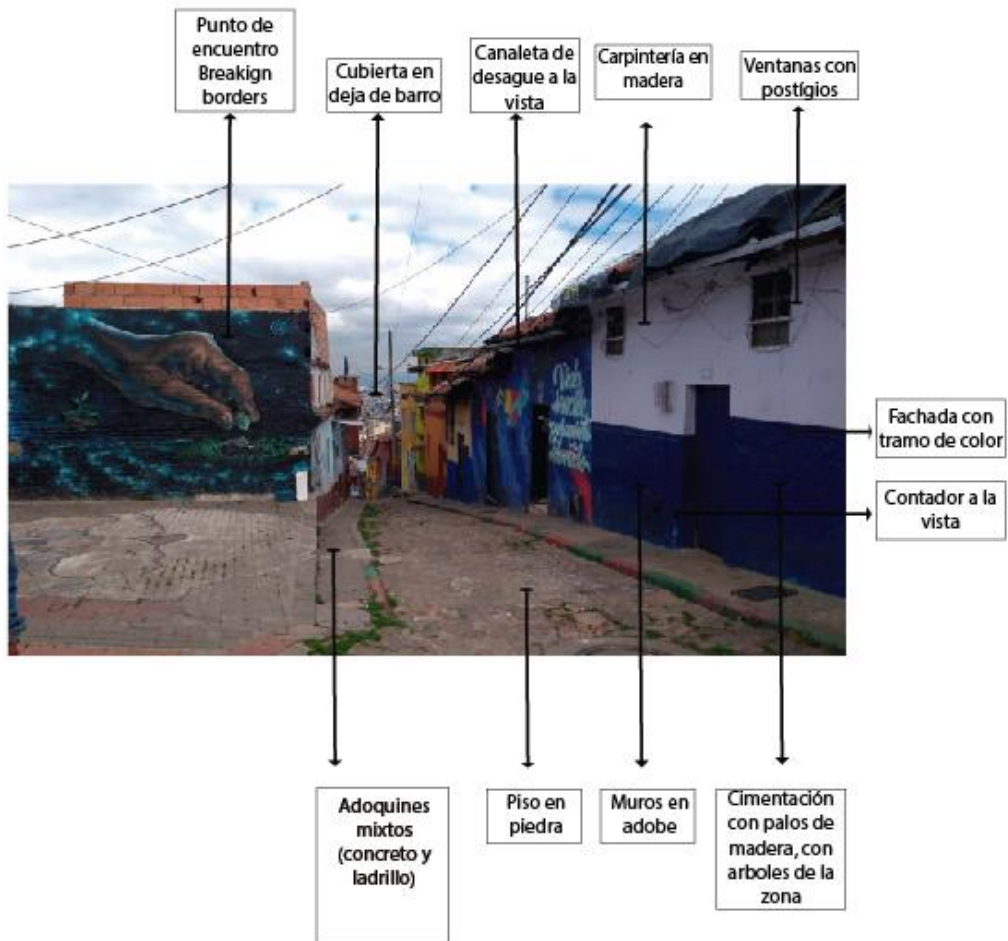 Punto de
encuentro
Breakign
borders
Cubierta en
deja de barro
Canaleta de
desague a la
vista
Carpintería en
madera
Ventanas con
postígios
Fachada con
tramo de color
Contador a la
vista
Adoquines
mixtos
(concreto y
ladrillo)
Piso en
piedra
Muros en
adobe
Cimentación
con palos de
madera, con
arboles de la
zona